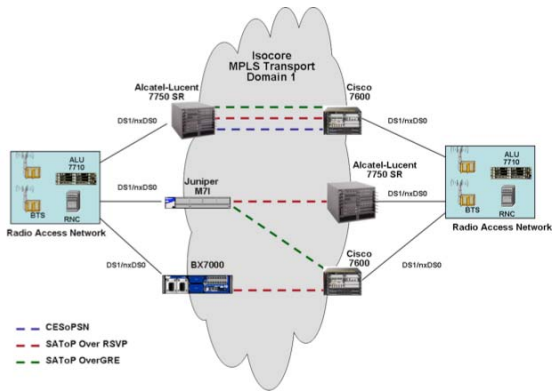 Isocore
MPLS Transport
Domain 1
Alcatel-Lucent
7750 SR
Cisco
7600
DS1/nxDS0
DS1/nxDS0
ALU
7710
BTS
RNC
Radio Access Network
ALU
7710
BTS
RNC
Radio Access Network
DS1/nxDS0
Juniper
M7I
Alcatel-Lucent
7750 SR
DS1/nxDS0
DS1/nxDS0
BX7000
Cisco
7600
DS1/nxDS0
CESoPSN
SAToP Over RSVP
SAToP OverGRE